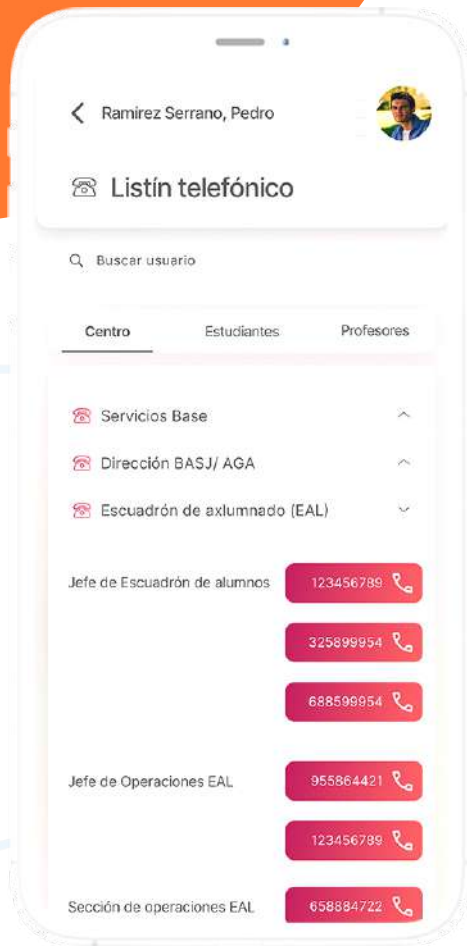 Ramirez Serrano, Pedro
Listín telefónico
Buscar usuario
Centro Estudiantes Profesores
Servicios Base
Dirección BASJ/ AGA
Escuadrón de axlumnado (EAL)
Jefe de Escuadrón de alumnos 123456789
325899954
688599954
Jefe de Operaciones EAL 955864421
123456789
Sección de operaciones EAL 658884722